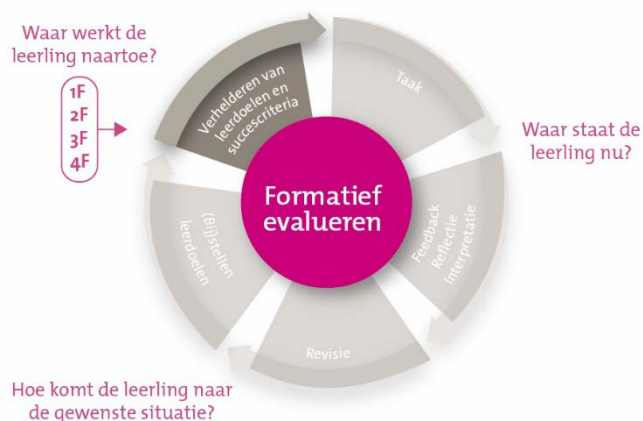 Waar werkt de
leerling naartoe?
1F
2F
3F
4F
Verhelderen van
leerdoelen en
succescriteria
Taak
Waar staat de
leerling nu?
Formatief
evalueren
Feedback
Reflectie
Interpretatie
(Bij)stellen
leerdoelen
Revisie
Hoe komt de leerling naar
de gewenste situatie?